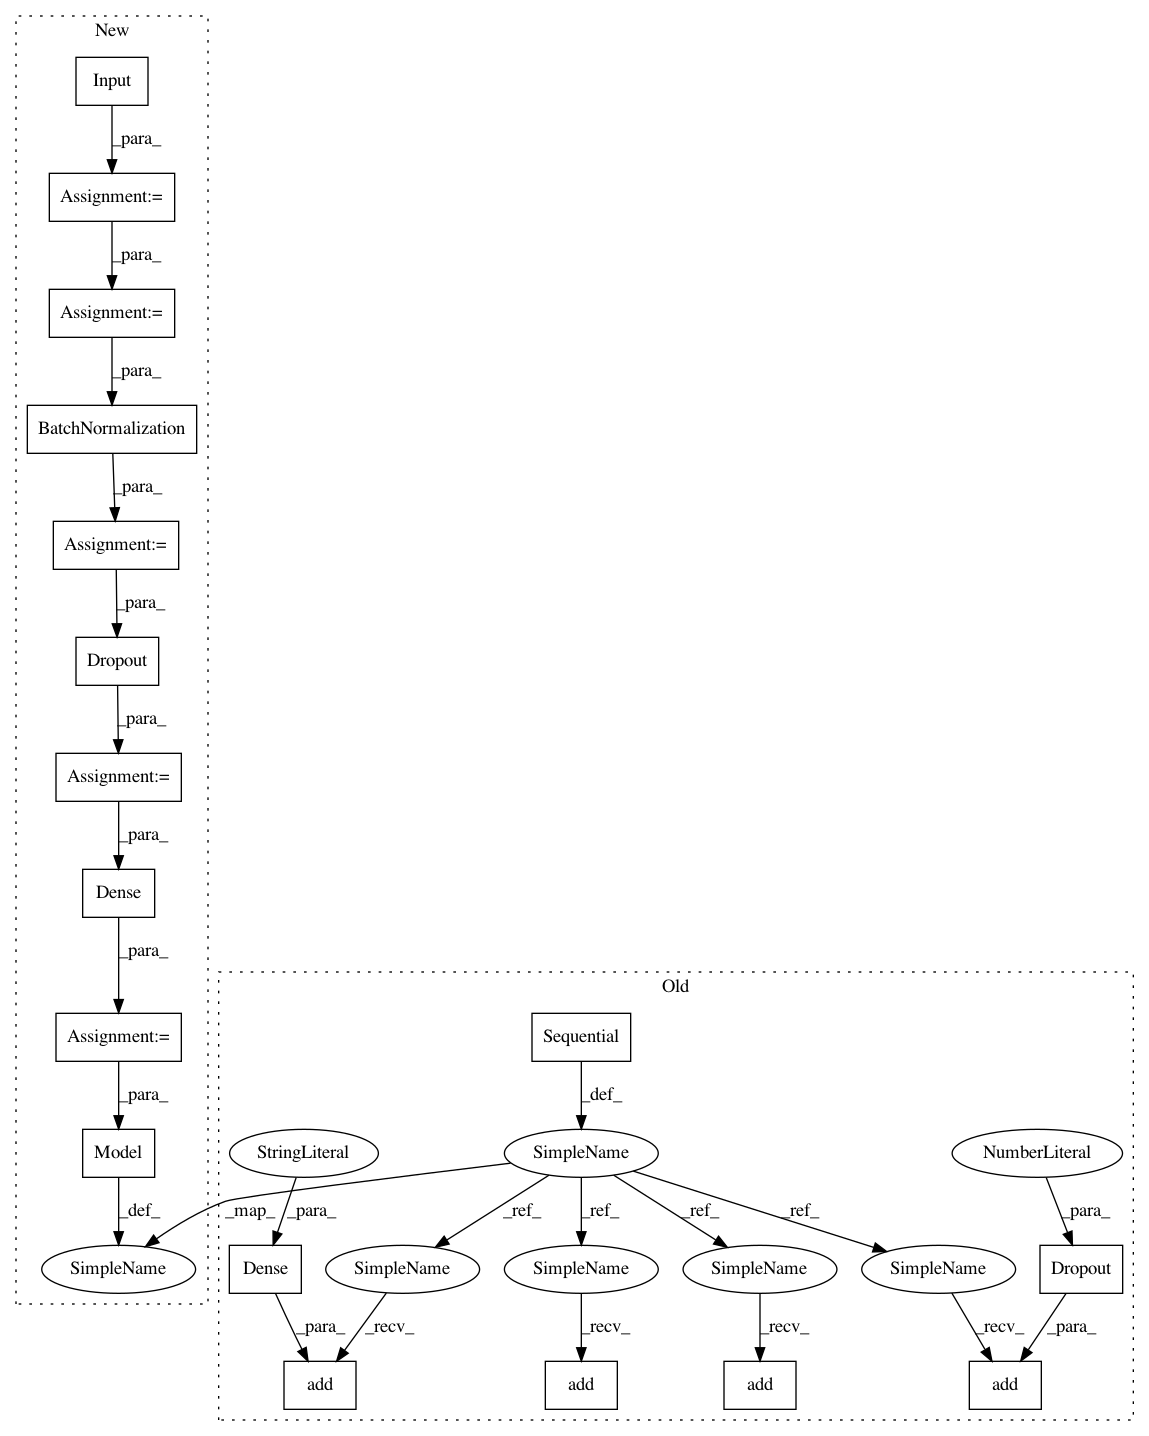 New
Input
_para_
Assignment:=
_para_
Assignment:=
_para_
BatchNormalization
_para_
Assignment:=
_para_
Dropout
_para_
Assignment:=
_para_
Dense
_para_
Assignment:=
_para_
Model
_def_
SimpleName
Old
Sequential
_def_
StringLiteral
SimpleName
NumberLiteral
_map_
_para_
_ref_
_ref_
_ref_
_ref_
_para_
Dense
SimpleName
SimpleName
SimpleName
SimpleName
Dropout
_para_
_recv_
_recv_
_recv_
_recv_
_para_
add
add
add
add